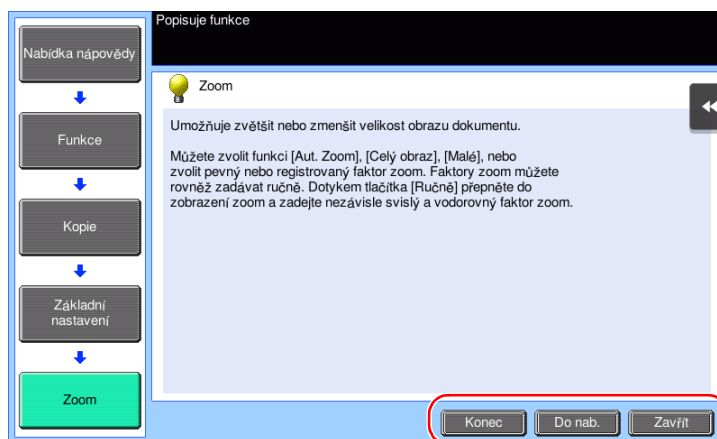 Popisuje funkce
Nabídka nápovědy
Funkce
Kopie
Základní
nastavení
Zoom
Zoom
Umožňuje zvětšit nebo zmenšit velikost obrazu dokumentu.
Můžete zvolit funkci [Aut. Zoom], [Celý obraz], [Malé], nebo
zvolit pevný nebo registrovaný faktor zoom. Faktory zoom můžete
rovněž zadávat ručně. Dotykem tlačítka [Ručně] přepněte do
zobrazení zoom a zadejte nezávisle svislý a vodorovný faktor zoom.
Konec
Do nab.
Zavřít